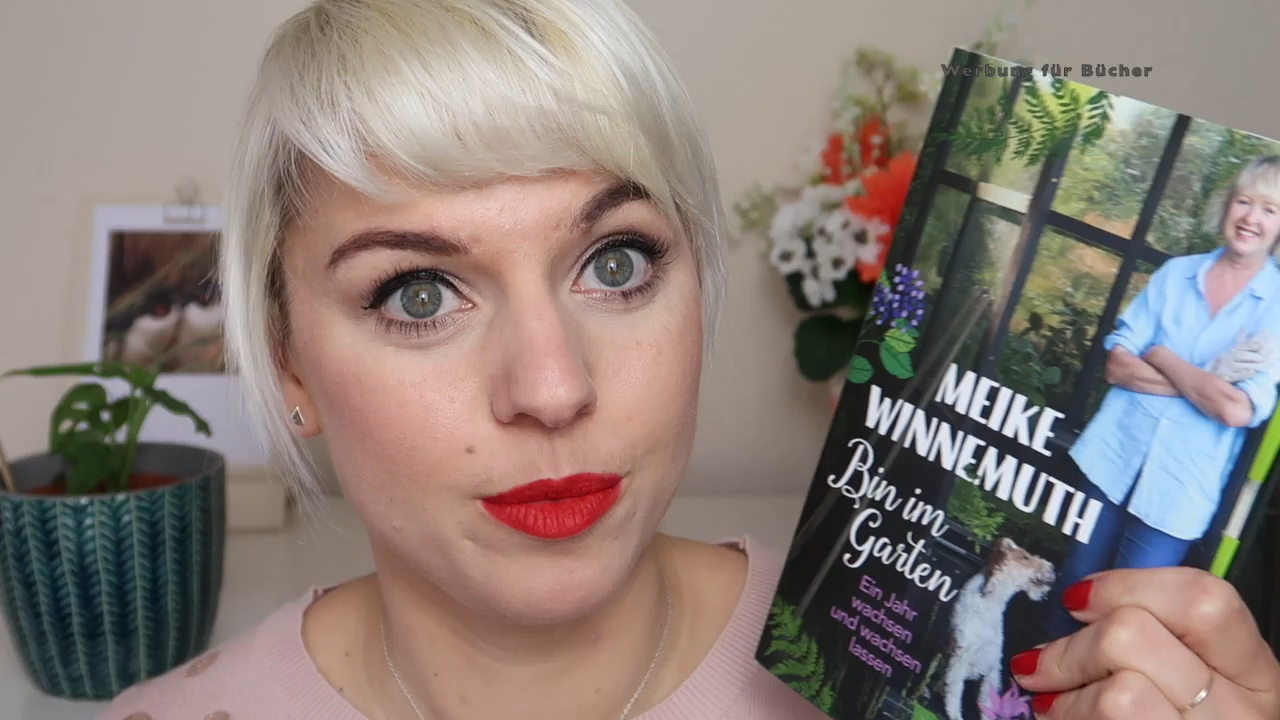 Werbung für Bücher
MEIKE
WINNEMUTH
Bin im
Garten
Ein Jahr
wachsen
und wachsen
lassen